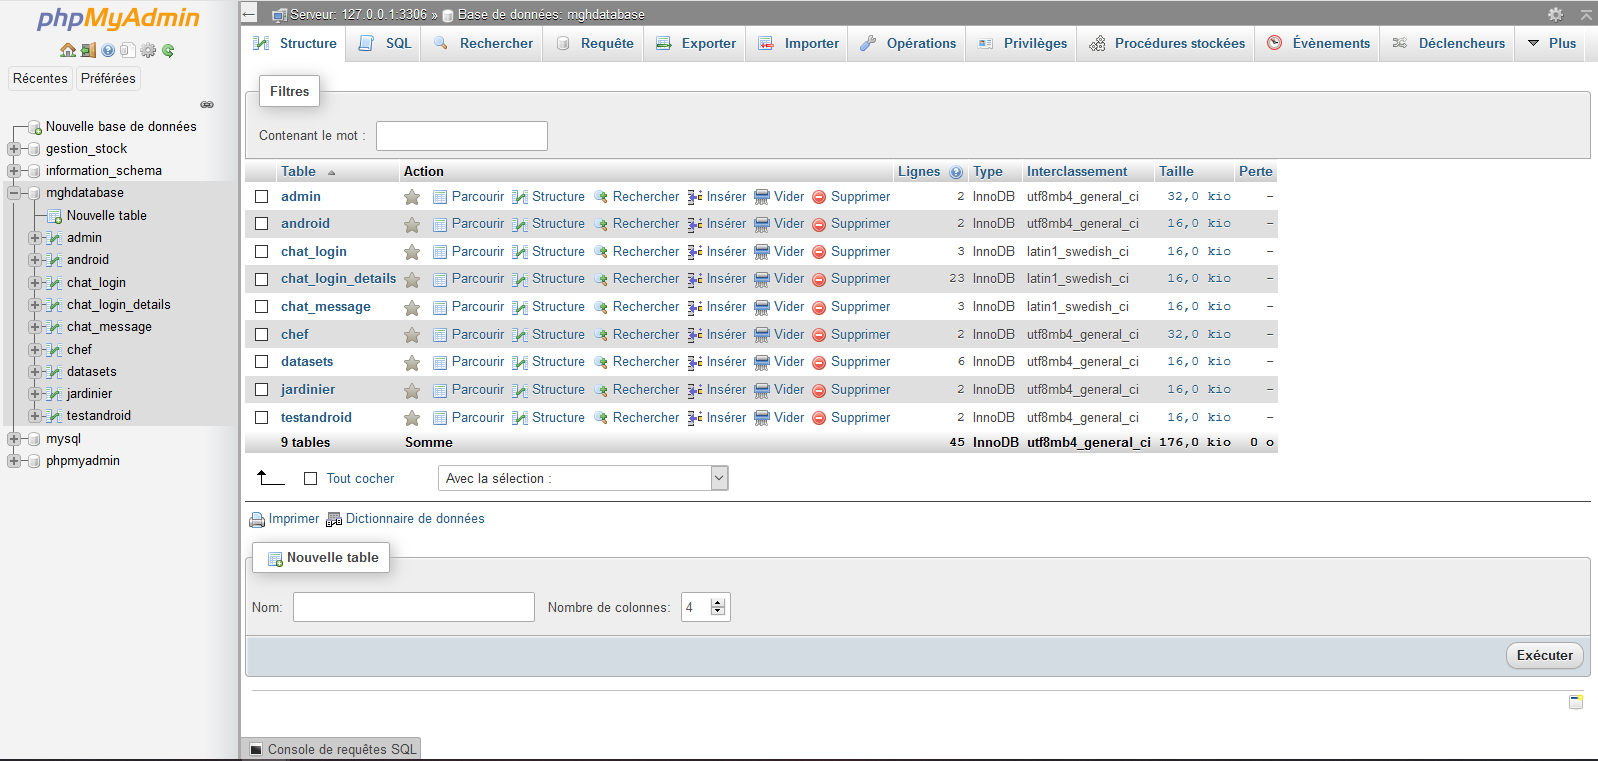 phpMyAdmin
Récentes Préférées
Nouvelle base de données
gestion_stock
information_schema
mghdatabase
Nouvelle table
admin
android
chat_login
chat_login_details
chat_message
chef
datasets
jardinier
testandroid
mysql
phpmyadmin
Serveur: 127.0.0.1:3306 » Base de données: mghdatabase
Structure SQL Rechercher Requête Exporter Importer Opérations Privilèges Procédures stockées Évènements Déclencheurs Plus
Filtres
Contenant le mot :
Table Action Lignes Type Interclassement Taille Perte
admin Parcourir Structure Rechercher Insérer Vider Supprimer 2 InnoDB utf8mb4_general_ci 32,0 kio -
android Parcourir Structure Rechercher Insérer Vider Supprimer 2 InnoDB utf8mb4_general_ci 16,0 kio -
chat_login Parcourir Structure Rechercher Insérer Vider Supprimer 3 InnoDB latin1_swedish_ci 16,0 kio -
chat_login_details Parcourir Structure Rechercher Insérer Vider Supprimer 23 InnoDB latin1_swedish_ci 16,0 kio -
chat_message Parcourir Structure Rechercher Insérer Vider Supprimer 3 InnoDB latin1_swedish_ci 16,0 kio -
chef Parcourir Structure Rechercher Insérer Vider Supprimer 2 InnoDB utf8mb4_general_ci 32,0 kio -
datasets Parcourir Structure Rechercher Insérer Vider Supprimer 6 InnoDB utf8mb4_general_ci 16,0 kio -
jardinier Parcourir Structure Rechercher Insérer Vider Supprimer 2 InnoDB utf8mb4_general_ci 16,0 kio -
testandroid Parcourir Structure Rechercher Insérer Vider Supprimer 2 InnoDB utf8mb4_general_ci 16,0 kio -
9 tables Somme 45 InnoDB utf8mb4_general_ci 176,0 kio 0 o
Tout cocher Avec la sélection :
Imprimer Dictionnaire de données
Nouvelle table
Nom: Nombre de colonnes: 4
Exécuter
Console de requêtes SQL